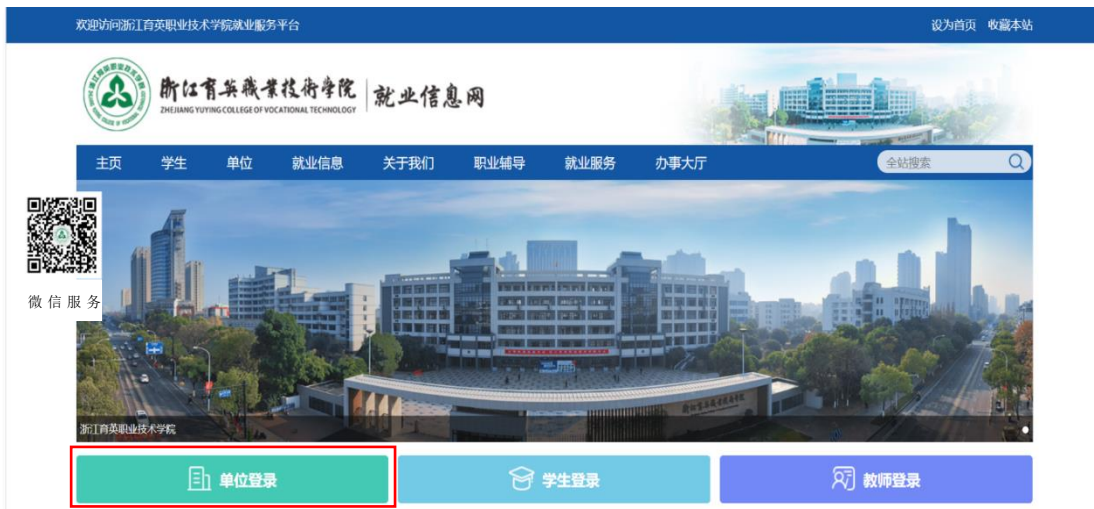 欢迎访问浙江育英职业技术学院就业服务平台
设为首页 收藏本站
浙江育英職業技術学院 就业信息网
ZHEJIANG YUYING COLLEGE OF VOCATIONAL TECHNOLOGY
主页 学生 单位 就业信息 关于我们 职业辅导 就业服务 办事大厅 全站搜索
微信服务
浙江育英职业技术学院
单位登录 学生登录 教师登录